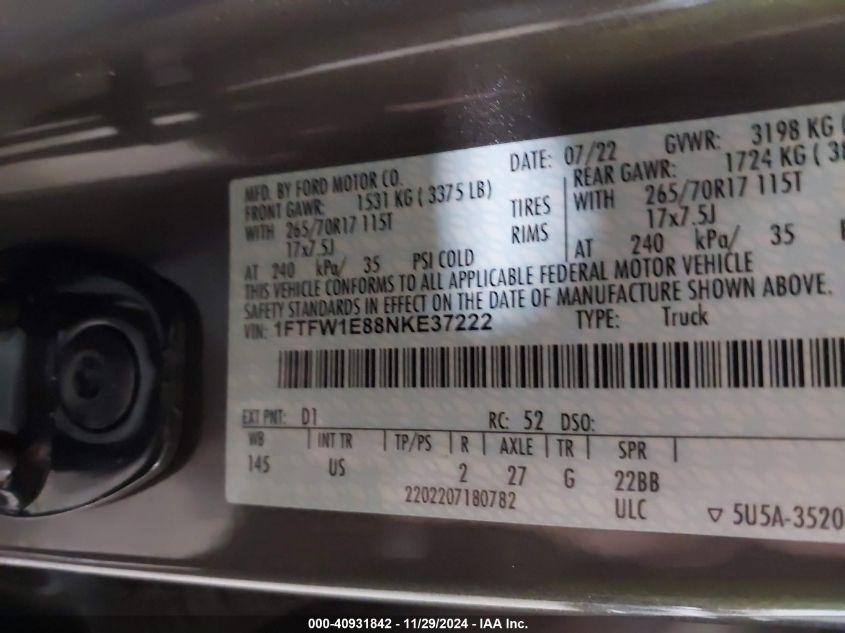 MFD. BY FORD MOTOR CO.
DATE: 07/22 GVWR: 3198 KG (
FRONT GAWR: 1531 KG ( 3375 LB)
REAR GAWR: 1724 KG ( 38
WITH 265/70R17 115T TIRES WITH 265/70R17 115T
17x7.5J RIMS 17x7.5J
AT 240 kPa/ 35 PSI COLD AT 240 kPa/ 35
THIS VEHICLE CONFORMS TO ALL APPLICABLE FEDERAL MOTOR VEHICLE
SAFETY STANDARDS IN EFFECT ON THE DATE OF MANUFACTURE SHOWN ABOVE.
VIN: 1FTFW1E88NKE37222 TYPE: Truck
EXT PNT: D1 RC: 52 DSO:
WB INT TR TP/PS R AXLE TR SPR
145 US 2 27 G 22BB
2202207180782 ULC ▽ 5U5A-3520
000-40931842 - 11/29/2024 - IAA Inc.